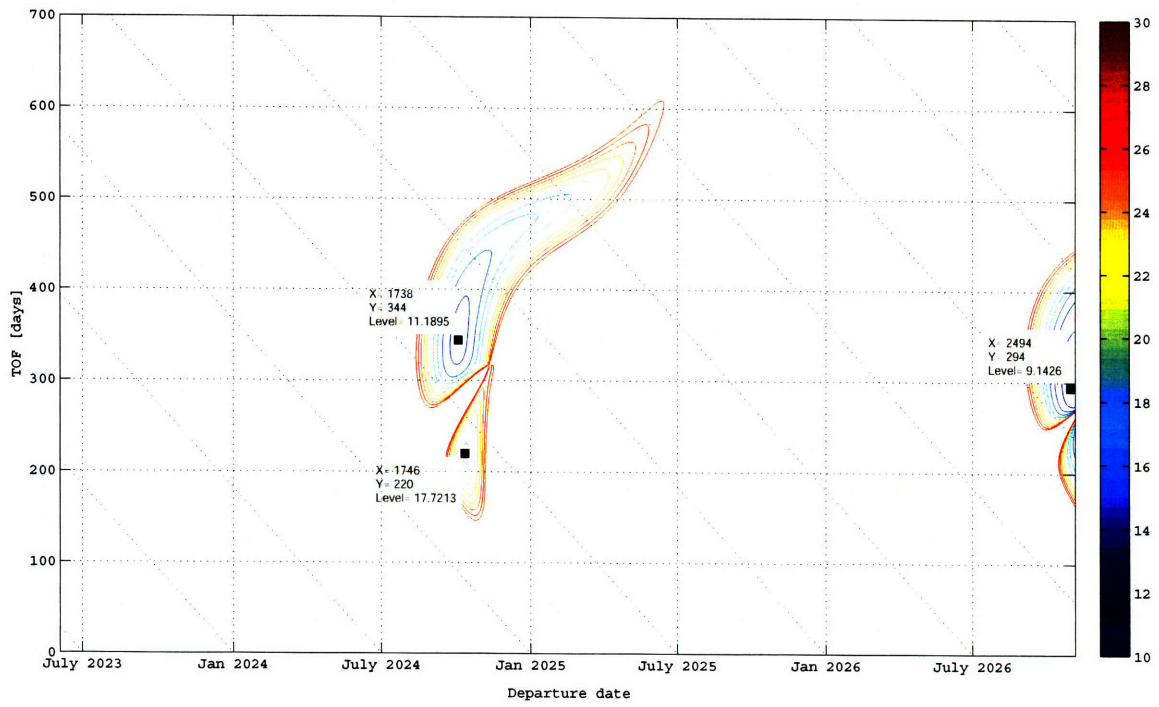 700
600
500
400
300
200
100
0
TOF [days]
X= 1738
Y= 344
Level= 11.1895
X= 1746
Y= 220
Level= 17.7213
X= 2494
Y= 294
Level= 9.1426
July 2023
Jan 2024
July 2024
Jan 2025
July 2025
Jan 2026
July 2026
Departure date
30
28
26
24
22
20
18
16
14
12
10